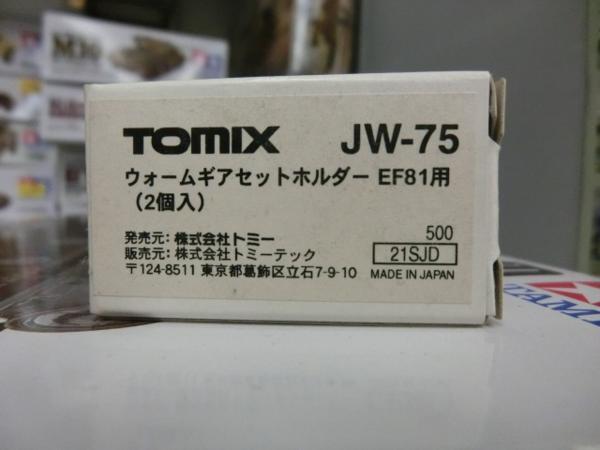 TOMIX JW-75
ウォームギアセットホルダー EF81用
（2個入）
発売元：株式会社トミー 500
販売元：株式会社トミーテック 21SJD
〒124-8511 東京都葛飾区立石7-9-10 MADE IN JAPAN
TAMI